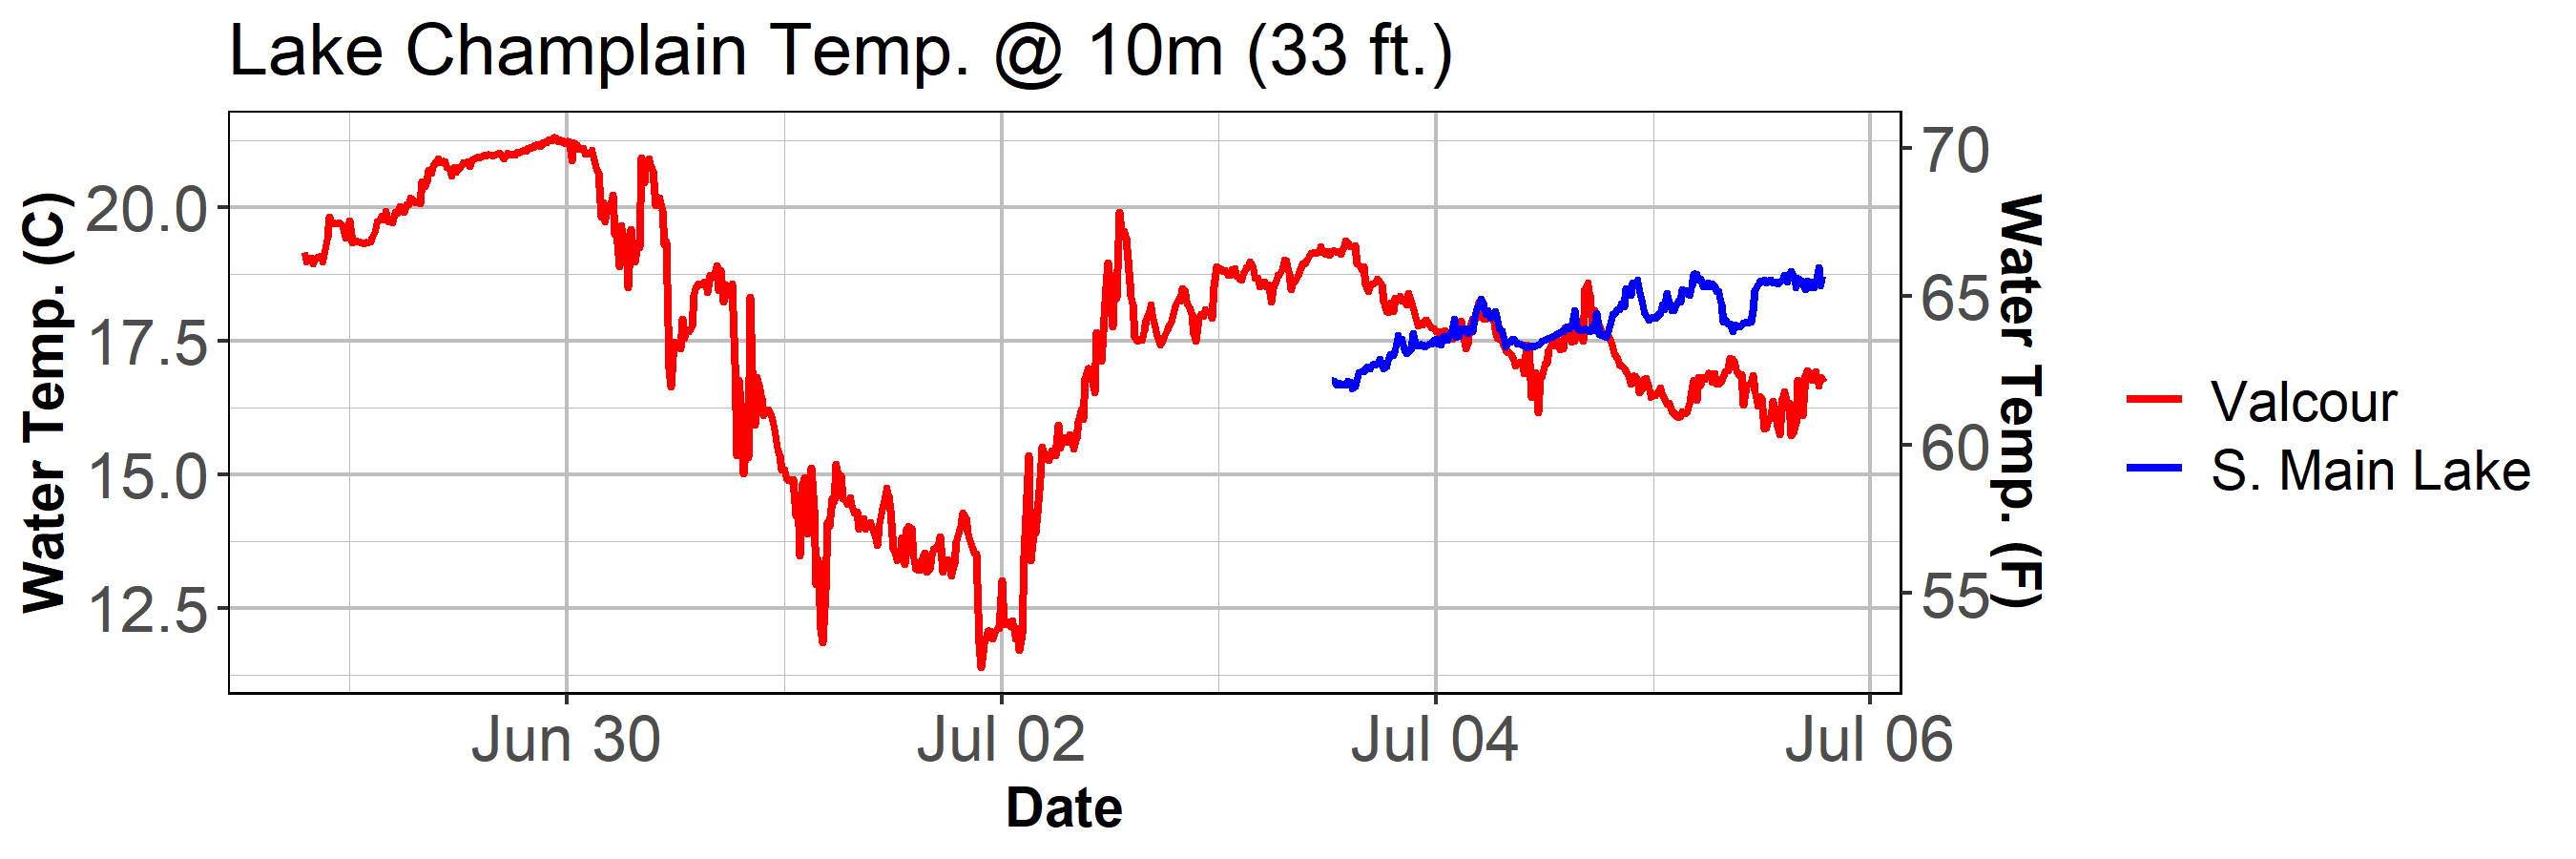 Lake Champlain Temp. @ 10m (33 ft.)
Water Temp. (C)
20.0
17.5
15.0
12.5
70
65
60
55
Water Temp. (F)
Jun 30
Jul 02
Jul 04
Jul 06
Date
Valcour
S. Main Lake